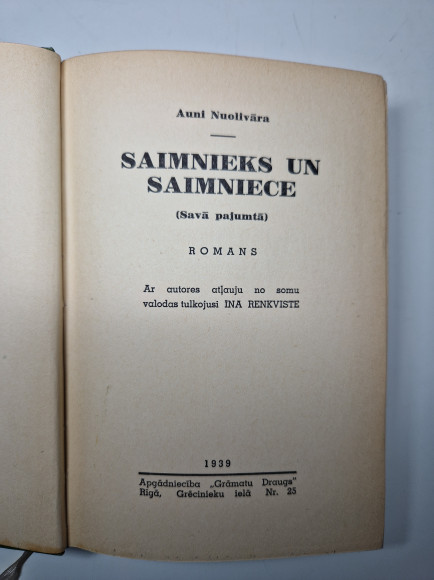 Auni Nuolivāra
SAIMNIEKS UN
SAIMNIECE
(Savā pajumtā)
ROMANS
Ar autores atļauju no somu
valodas tulkojusi INA RENKVISTE
1939
Apgādniecība „Grāmatu Draugs"
Rīgā, Grēcinieku ielā Nr. 25